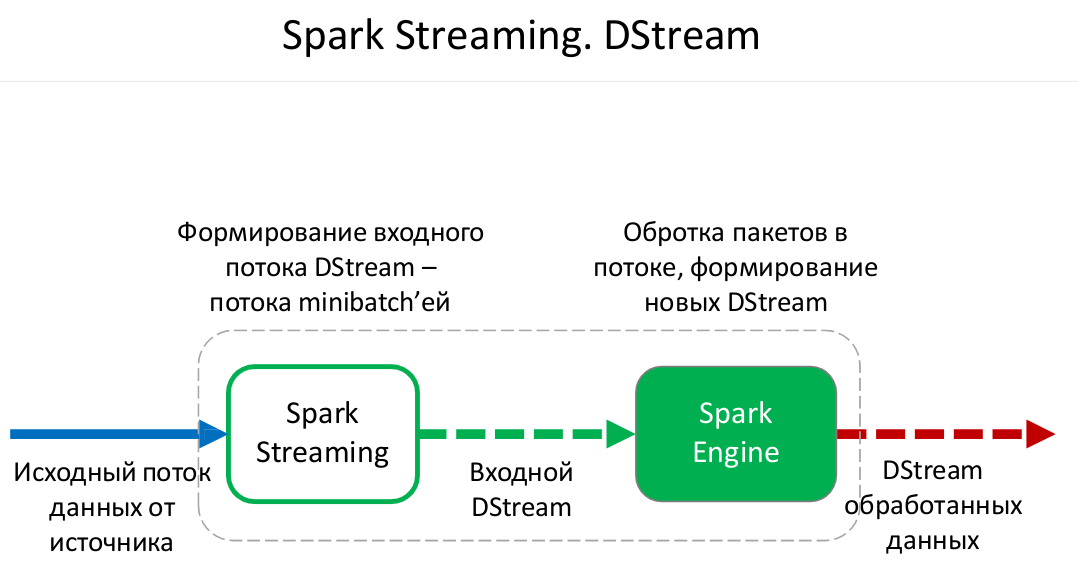 Spark Streaming. DStream
Формирование входного
потока DStream –
потока minibatch’ей
Обротка пакетов в
потоке, формирование
новых DStream
Spark
Streaming
Spark
Engine
Исходный поток
данных от
источника
Входной
DStream
DStream
обработанных
данных